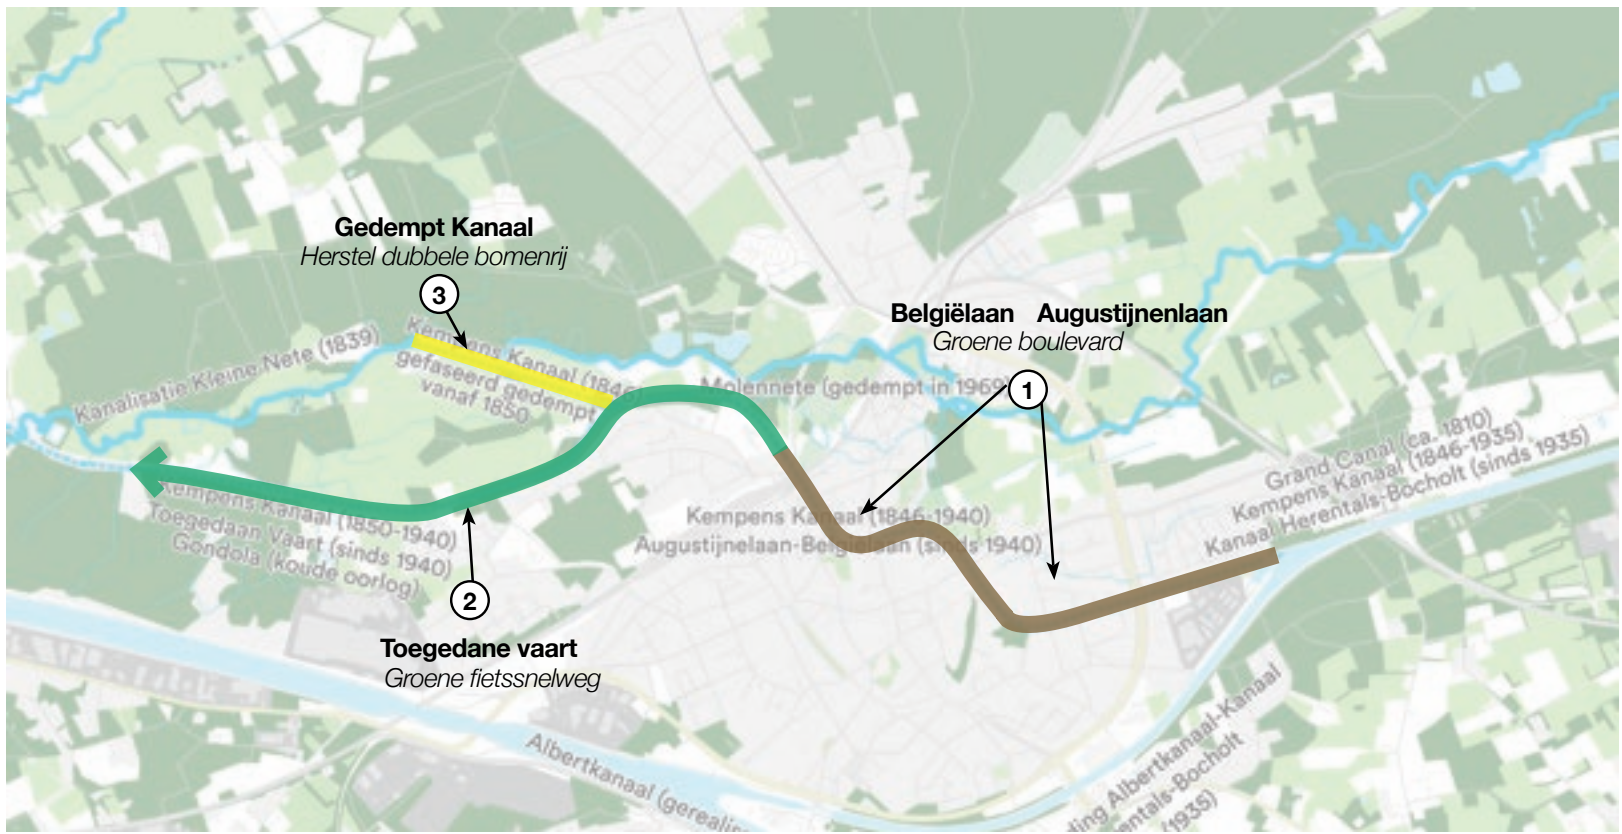 Gedempt Kanaal
Herstel dubbele bomenrij
3
Belgiëlaan Augustijnenlaan
Groene boulevard
1
Kanalisatie Kleine Nete (1839)
Kempens Kanaal (1846)
gefaseerd gedempt
vanaf 1850
Molennete (gedempt in 1969)
Grand Canal (ca. 1810)
Kempens Kanaal (1846-1935)
Kanaal Herentals-Bocholt (sinds 1935)
Kempens Kanaal (1850-1940)
Toegedaan Vaart (sinds 1940)
Gondola (koude oorlog)
Kempens Kanaal (1846-1940)
Augustijnelaan-Belgiëlaan (sinds 1940)
2
Toegedane vaart
Groene fietssnelweg
Albertkanaal (gerealis
ding Albertkanaal-Kanaal
entals-Bocholt
(1935)